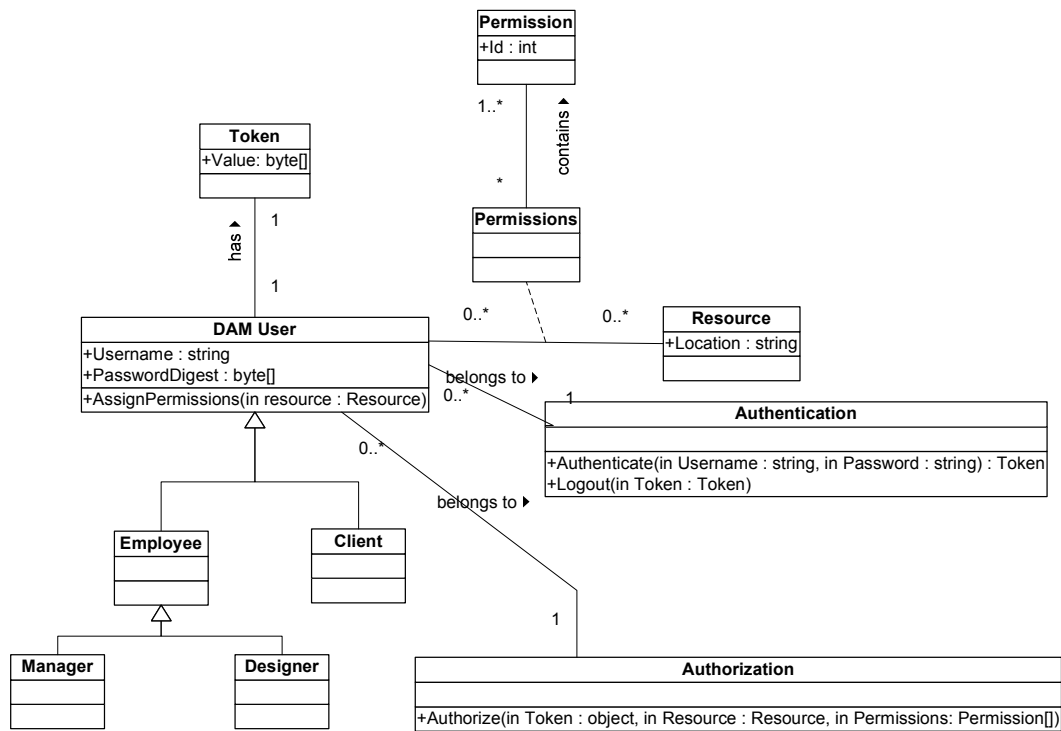 Permission
+Id : int
1..*
contains
*
Token
+Value: byte[]
Permissions
1
has
1
0..*
0..*
DAM User
Resource
+Username : string
+Location : string
+PasswordDigest : byte[]
belongs to
+AssignPermissions(in resource : Resource)
0..*
1
Authentication
0..*
+Authenticate(in Username : string, in Password : string) : Token
+Logout(in Token : Token)
belongs to
Employee
Client
1
Manager
Designer
Authorization
+Authorize(in Token : object, in Resource : Resource, in Permissions: Permission[])